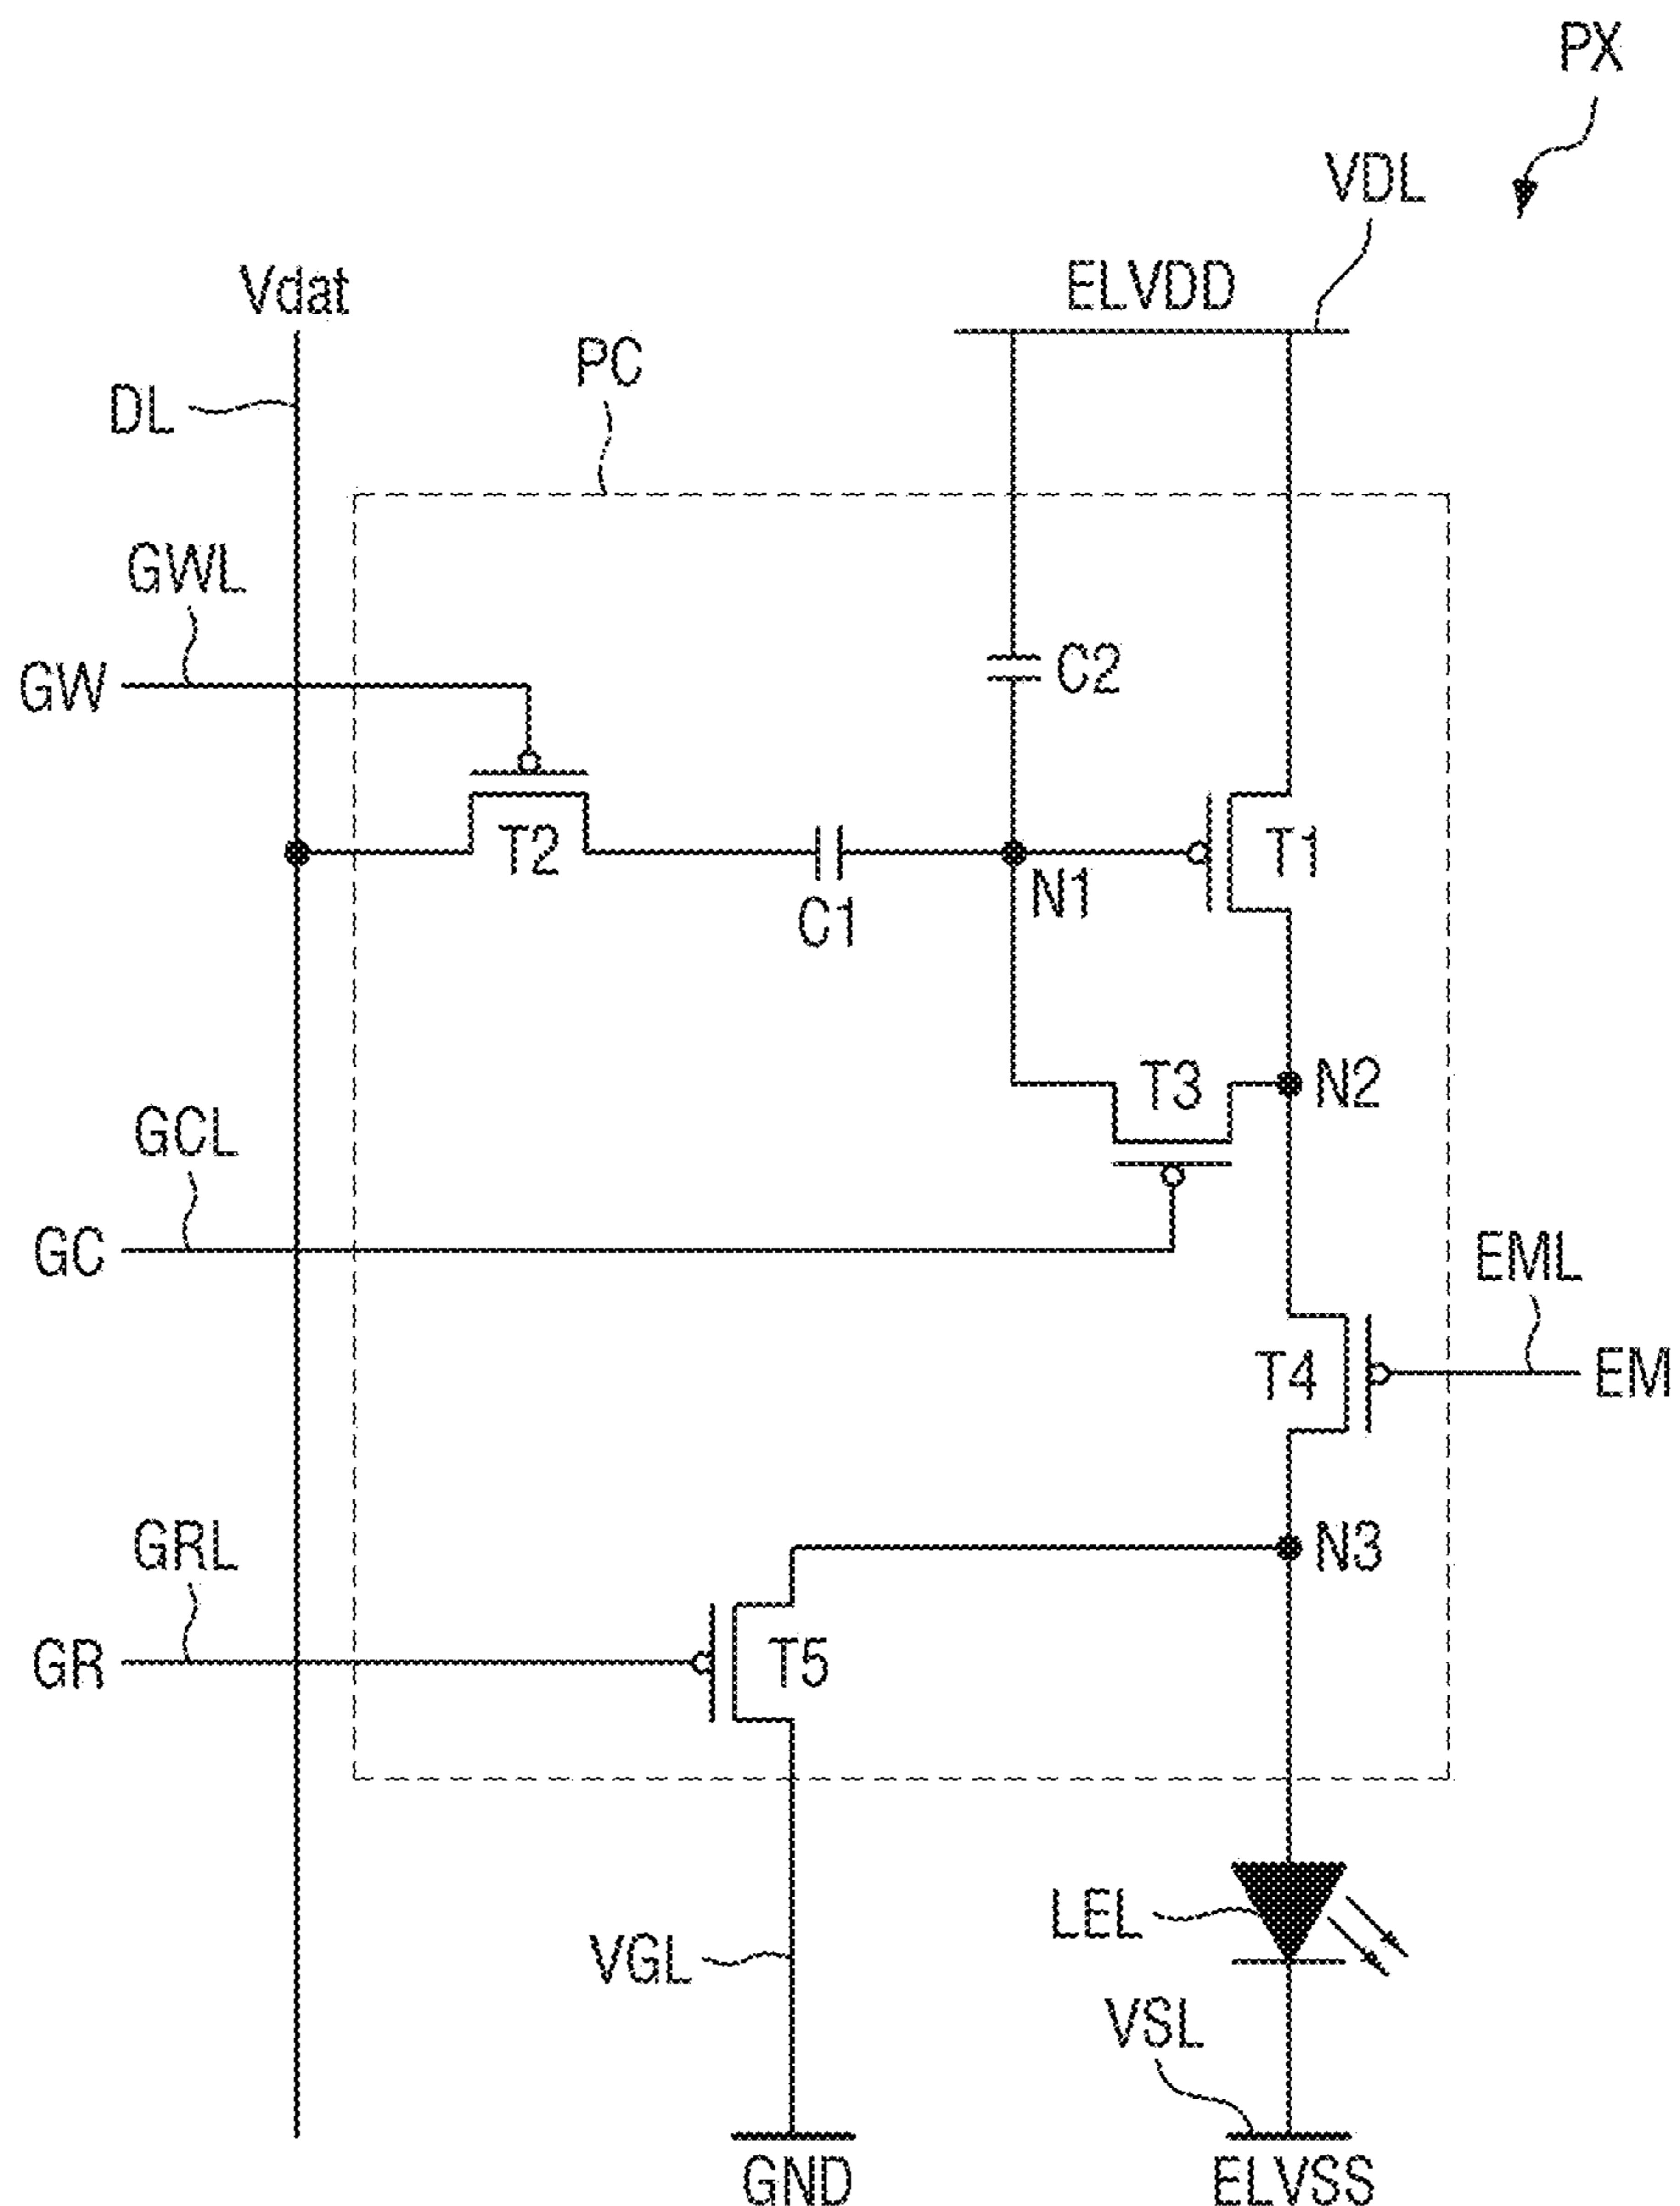 PX
VDL
Vdat
ELVDD
PC
DL
GWL
GW
C2
T2
T1
N1
C1
T3
N2
GCL
GC
EML
T4
EM
GRL
N3
GR
T5
LEL
VGL
VSL
GND
ELVSS